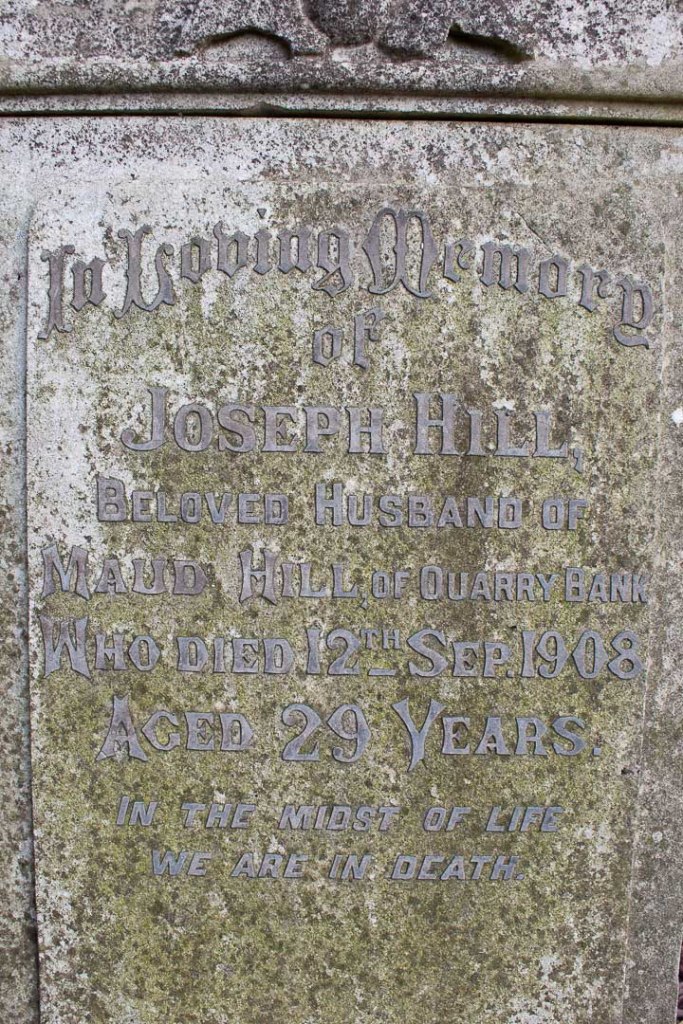 In Loving Memory
of
JOSEPH HILL,
BELOVED HUSBAND OF
MAUD HILL, OF QUARRY BANK
WHO DIED 12TH SEP. 1908
AGED 29 YEARS.
IN THE MIDST OF LIFE
WE ARE IN DEATH.